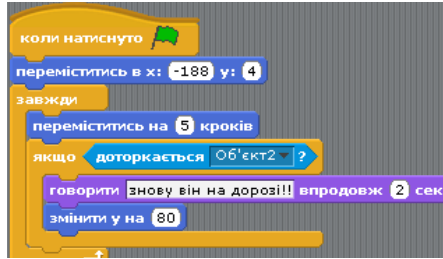 коли натиснуто
переміститись в x: -188 y: 4
завжди
переміститись на 5 кроків
якщо доторкається Об'єкт2 ?
говорити знову він на дорозі!! впродовж 2 сек
змінити y на 80